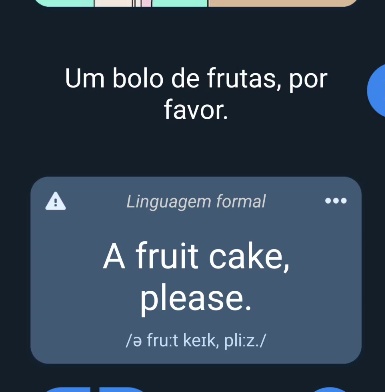 Um bolo de frutas, por
favor.
Linguagem formal
A fruit cake,
please.
/ə fruːt keɪk, pliːz./